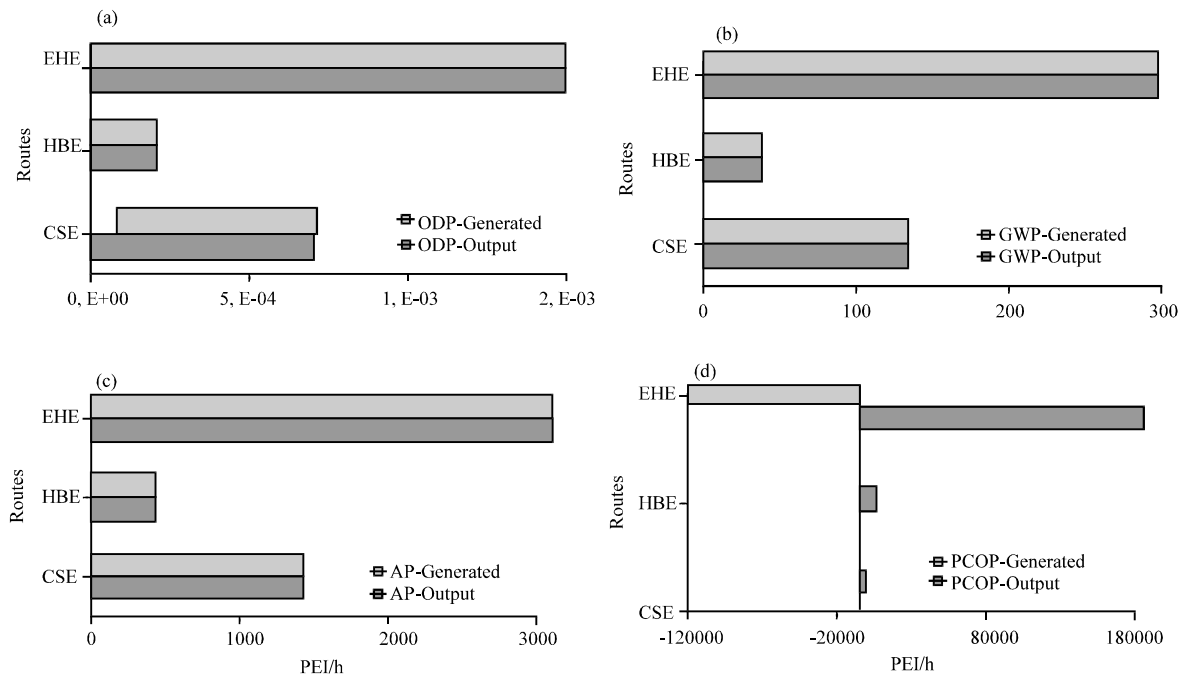 (a)
EHE
HBE
CSE
Routes
ODP-Generated
ODP-Output
0, E+00
5, E-04
1, E-03
2, E-03
(b)
EHE
HBE
CSE
Routes
GWP-Generated
GWP-Output
0
100
200
300
(c)
EHE
HBE
CSE
Routes
AP-Generated
AP-Output
0
1000
2000
3000
PEI/h
(d)
EHE
HBE
CSE
Routes
PCOP-Generated
PCOP-Output
-120000
-20000
80000
180000
PEI/h